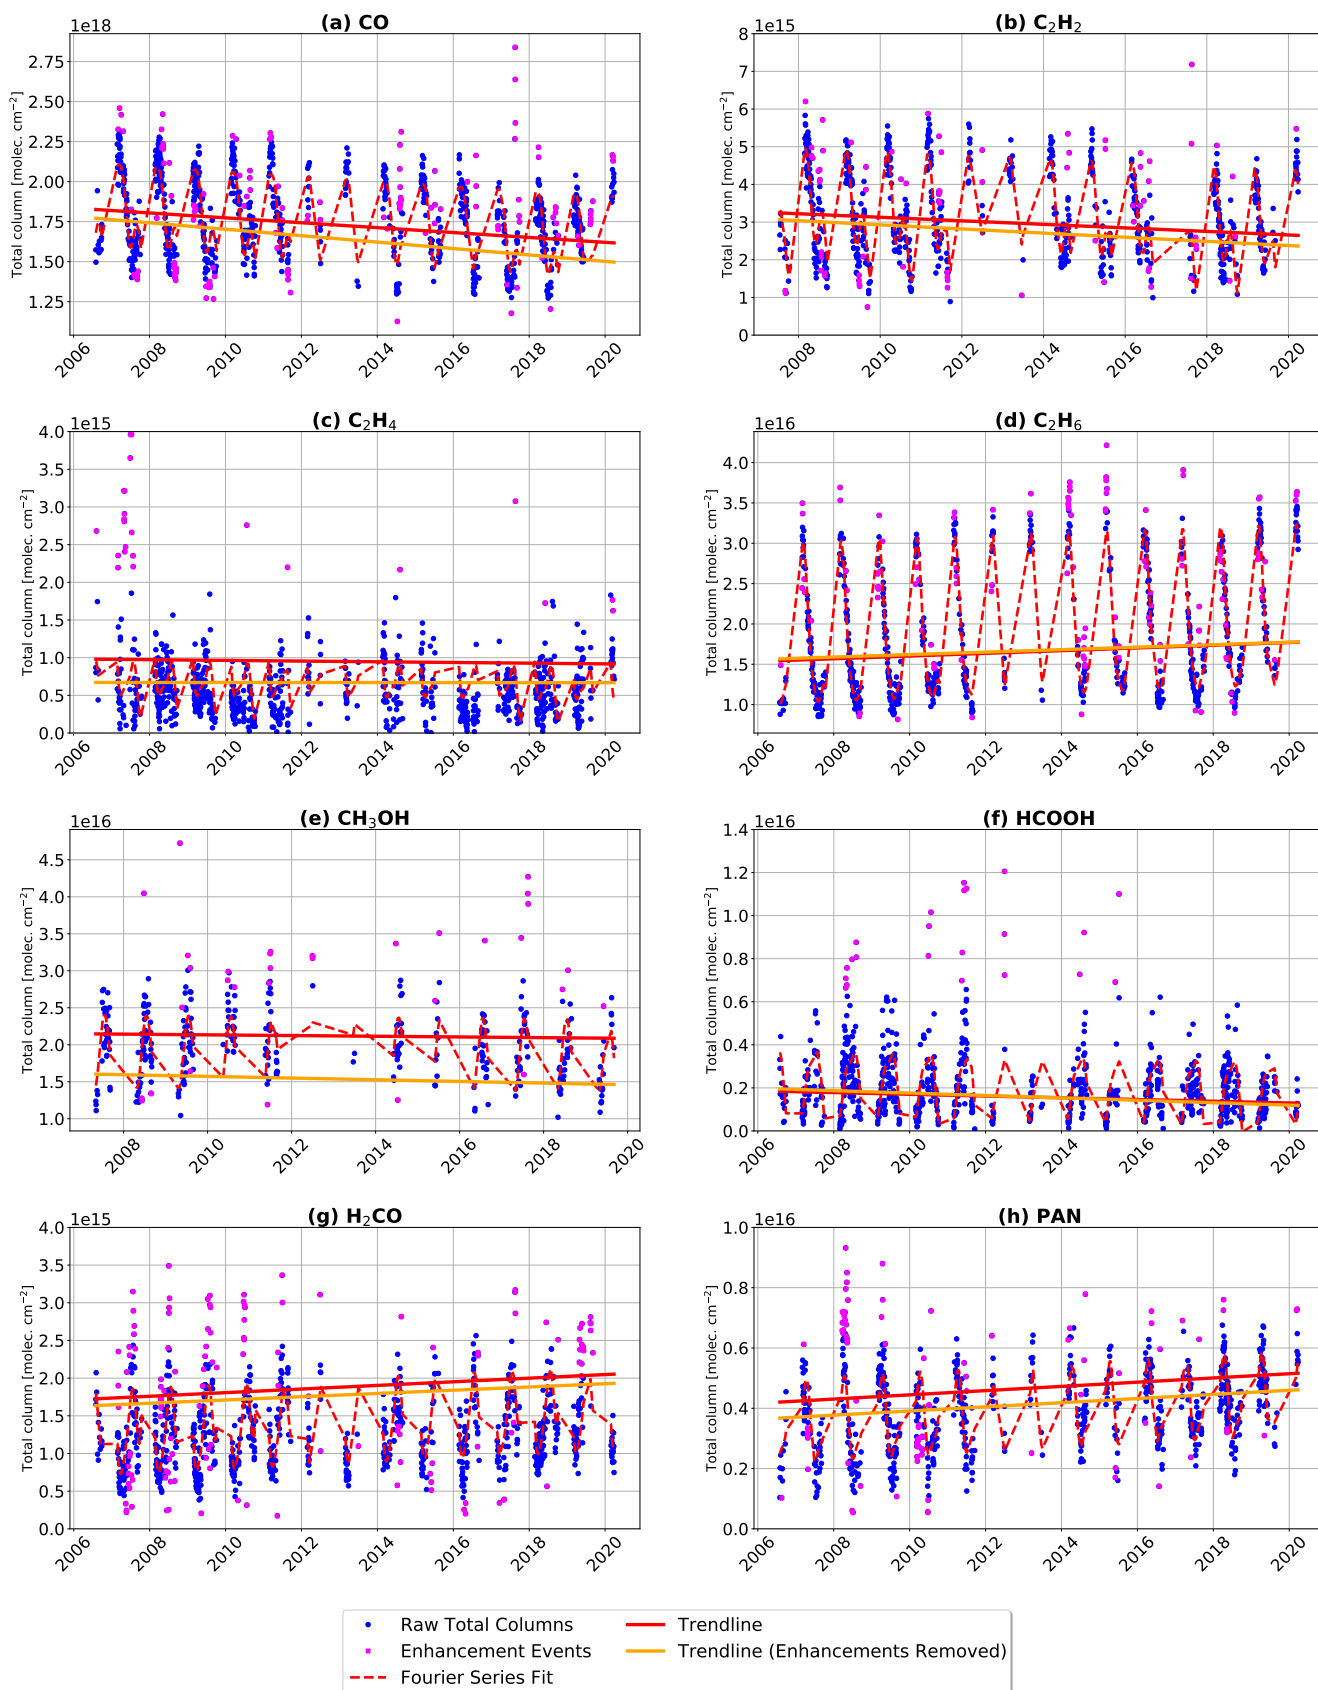 (a) CO
1e18
Total column [molec. cm⁻²]
2.75
2.50
2.25
2.00
1.75
1.50
1.25
2006 2008 2010 2012 2014 2016 2018 2020
(b) C₂H₂
1e15
Total column [molec. cm⁻²]
8
7
6
5
4
3
2
1
0
2008 2010 2012 2014 2016 2018 2020
(c) C₂H₄
1e15
Total column [molec. cm⁻²]
4.0
3.5
3.0
2.5
2.0
1.5
1.0
0.5
0.0
2006 2008 2010 2012 2014 2016 2018 2020
(d) C₂H₆
1e16
Total column [molec. cm⁻²]
4.0
3.5
3.0
2.5
2.0
1.5
1.0
2006 2008 2010 2012 2014 2016 2018 2020
(e) CH₃OH
1e16
Total column [molec. cm⁻²]
4.5
4.0
3.5
3.0
2.5
2.0
1.5
1.0
2008 2010 2012 2014 2016 2018 2020
(f) HCOOH
1e16
Total column [molec. cm⁻²]
1.4
1.2
1.0
0.8
0.6
0.4
0.2
0.0
2006 2008 2010 2012 2014 2016 2018 2020
(g) H₂CO
1e15
Total column [molec. cm⁻²]
4.0
3.5
3.0
2.5
2.0
1.5
1.0
0.5
0.0
2006 2008 2010 2012 2014 2016 2018 2020
(h) PAN
1e16
Total column [molec. cm⁻²]
1.0
0.8
0.6
0.4
0.2
0.0
2006 2008 2010 2012 2014 2016 2018 2020
Raw Total Columns
Enhancement Events
Fourier Series Fit
Trendline
Trendline (Enhancements Removed)